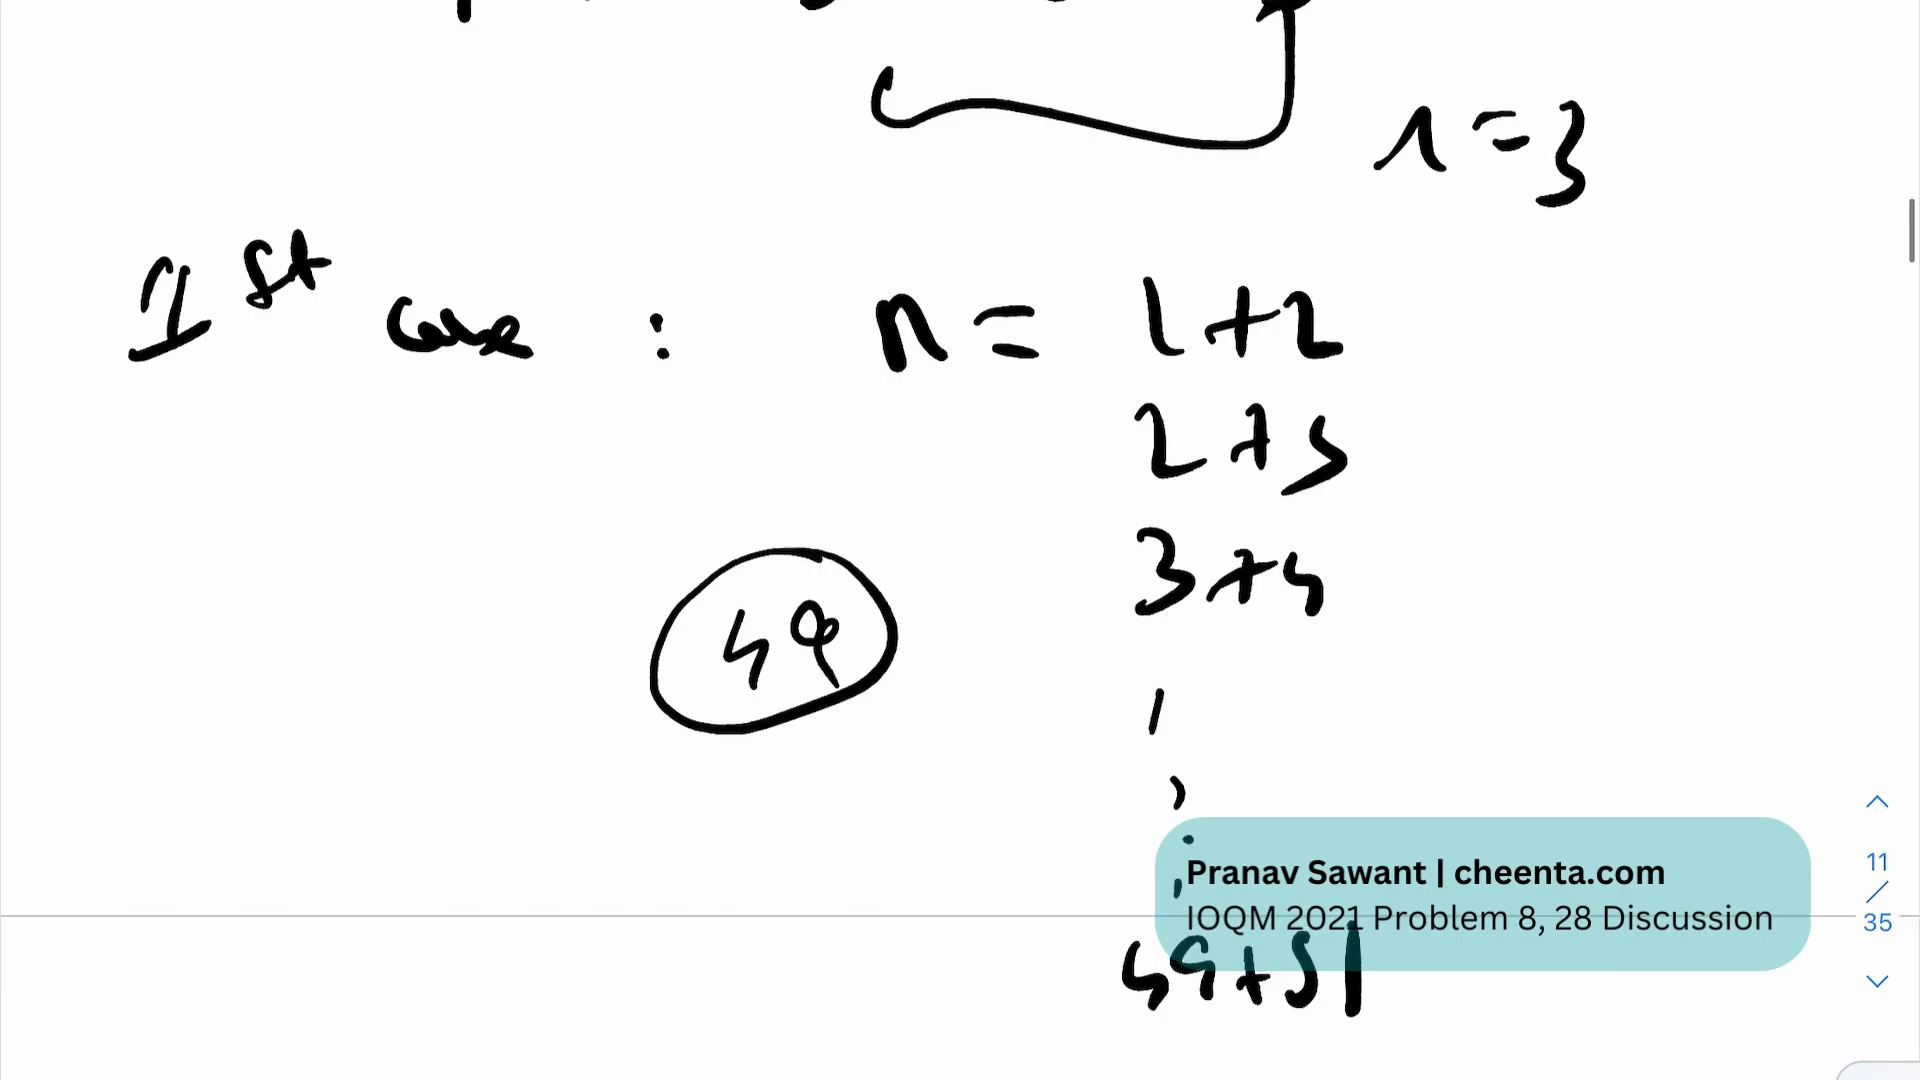 n=3
1st case : n = 1+2
2+3
3+4
49
Pranav Sawant | cheenta.com
IOQM 2021 Problem 8, 28 Discussion
49+51
11
/
35